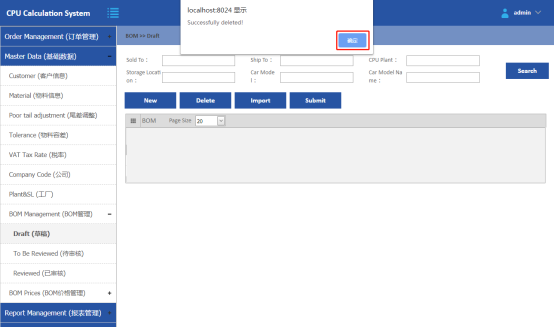 CPU Calculation System
localhost:8024 显示
Successfully deleted!
确定
admin
Order Management (订单管理) +
Master Data (基础数据) -
Customer (客户信息)
Material (物料信息)
Poor tail adjustment (尾差调整)
Tolerance (物料容差)
VAT Tax Rate (税率)
Company Code (公司)
Plant&SL (工厂)
BOM Management (BOM管理) -
Draft (草稿)
To Be Reviewed (待审核)
Reviewed (已审核)
BOM Prices (BOM价格管理) +
Report Management (报表管理) +
BOM >> Draft
Sold To： Ship To： CPU Plant：
Storage Locati
on：
Car Mode
l：
Car Model Na
me：
Search
New Delete Import Submit
BOM Page Size 20